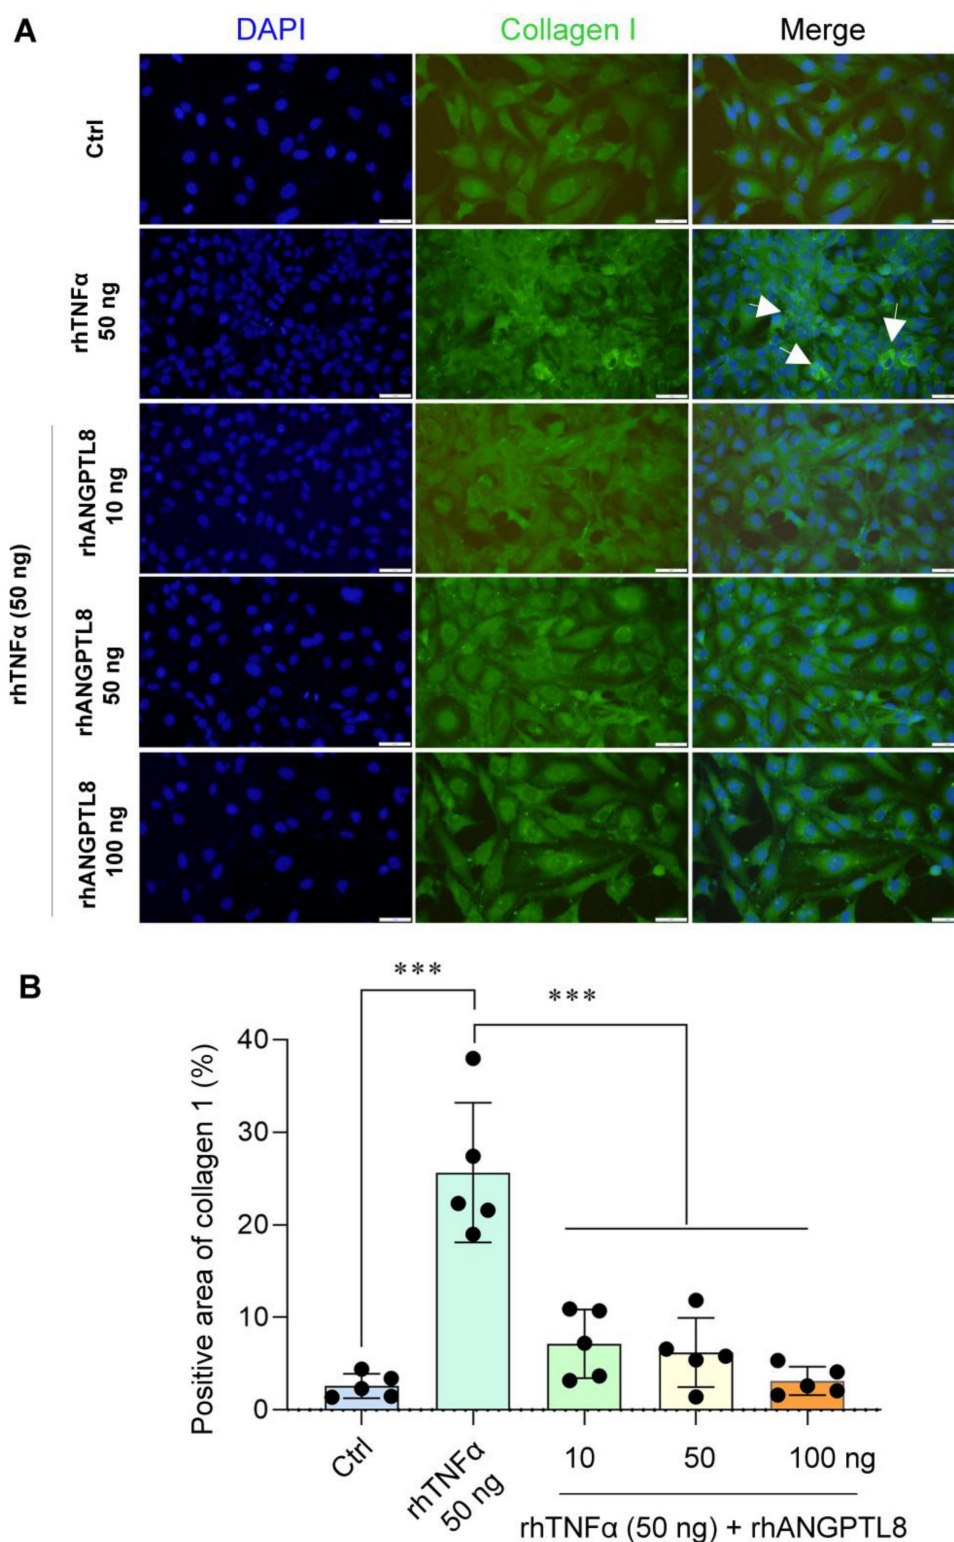 A
DAPI
Collagen I
Merge
Ctrl
rhTNFα
50 ng
rhTNFα (50 ng)
rhANGPTL8
10 ng
rhANGPTL8
50 ng
rhANGPTL8
100 ng
B
***
***
Positive area of collagen 1 (%)
40
30
20
10
0
Ctrl
rhTNFα
50 ng
10
50
100 ng
rhTNFα (50 ng) + rhANGPTL8